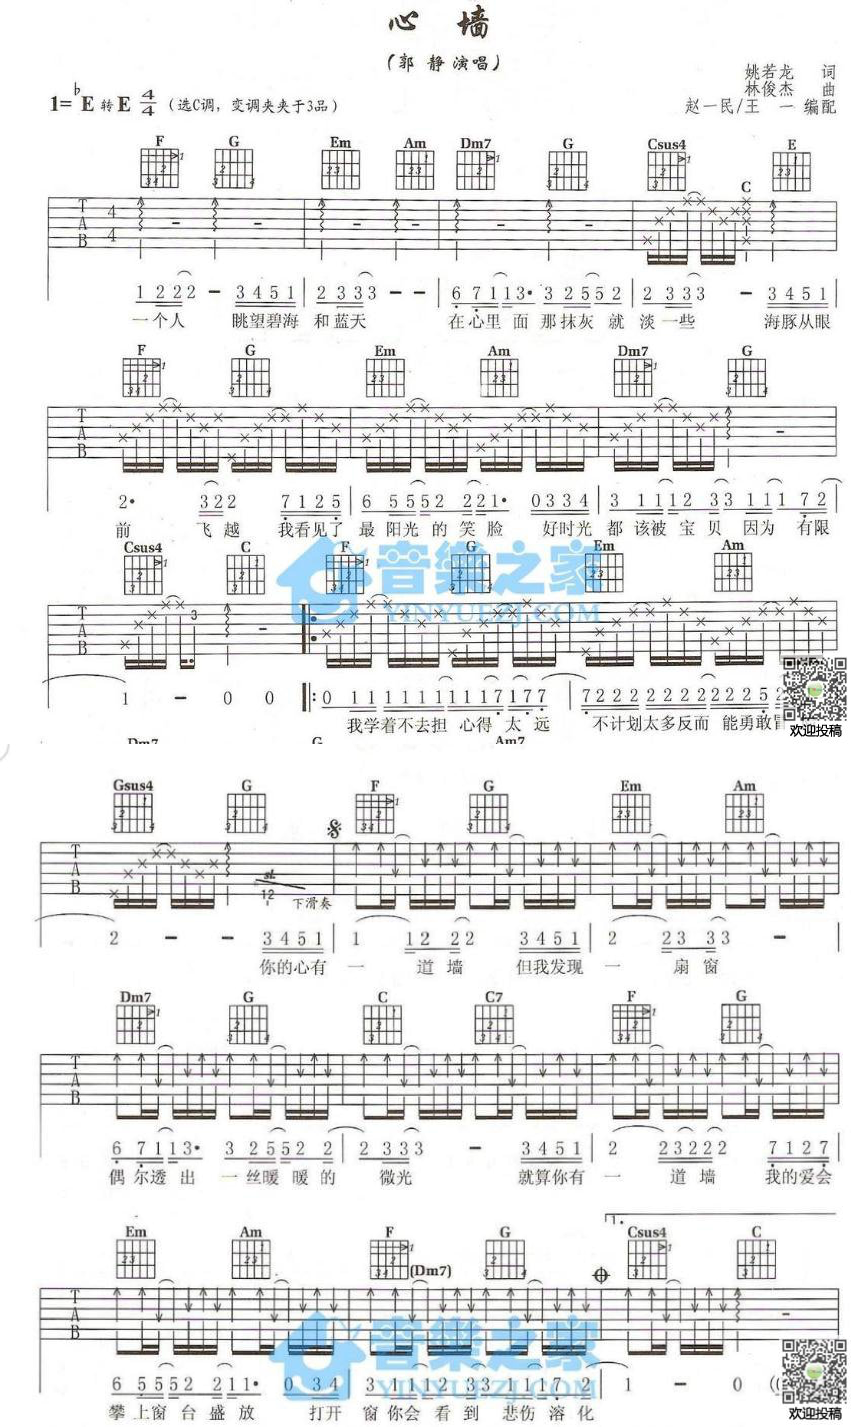 心 墙
（郭 静 演唱）
姚若龙 词
林俊杰 曲
1=♭E 转 E 4/4 （选C调，变调夹夹于3品） 赵一民/王 一 编配
F G Em Am Dm7 G Csus4 C E
T A B 4 4
1 2 2 2 2 - 3 4 5 1 | 2 3 3 3 3 - - | 6 7 1 1 1 3· 3 2 5 5 5 2 | 2 3 3 3 - 3 4 5 1
一个人 眺望碧海 和蓝天 在心里面 那抹灰 就 淡一些 海豚从眼
F G Em Am Dm7 G
T A B
2· 3 2 2 7 1 2 5 | 6 5 5 5 2 2 2 1· 0 3 3 4 | 3 1 1 1 2 3 3 1 1 1 7 2
前 飞越 我看见了 最 阳光的笑脸 好时光 都 该被宝贝 因为 有限
Csus4 C F G Em Am
T A B 3
1 - 0 0 ‖: 0 1 1 1 1 1 1 1 1 1 1 7 1 7 7 | 7 2 2 2 2 2 2 2 2 2 2 5
我学着不去担 心得 太 远 不计划太多反而 能勇敢冒
欢迎投稿
音樂之家
YINYUEZJ.COM
Dm7 G Am7
Gsus4 G F G Em Am
T A B sl. 12 下滑奏
2 - - 3 4 5 1 | 1 1 2 2 2 3 4 5 1 | 2 2 3 3 3 -
你的心有 一 道墙 但我发现 一 扇窗
Dm7 G C C7 F G
T A B
6 7 1 1 1 3· 3 2 5 5 5 2 2 | 2 3 3 3 - 3 4 5 1 | 2 2 3 2 2 2 7 1 2 7
偶尔透出 一丝暖暖的 微光 就算你有 一 道墙 我的爱会
1.
Em Am F (Dm7) G Csus4 C
T A B
6 5 5 5 5 2 2 1 1· 0 3 4 | 3 1 1 1 2 3 1 1 1 7 2 | 1 - 0
攀上窗台盛放 打开 窗你会看到 悲伤溶化
欢迎投稿
音樂之家
YINYUEZJ.COM